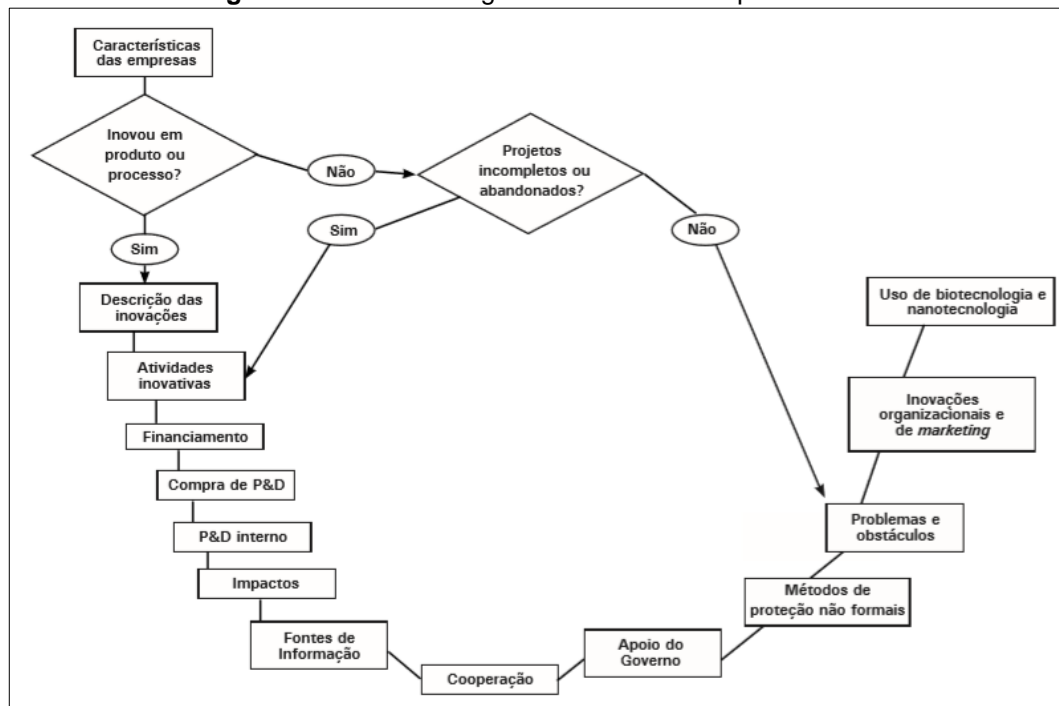 Características
das empresas
Inovou em
produto ou
processo?
Não
Projetos
incompletos ou
abandonados?
Sim
Sim
Não
Descrição das
inovações
Atividades
inovativas
Financiamento
Compra de P&D
P&D interno
Impactos
Fontes de
Informação
Cooperação
Apoio do
Governo
Métodos de
proteção não formais
Problemas e
obstáculos
Inovações
organizacionais e
de marketing
Uso de biotecnologia e
nanotecnologia